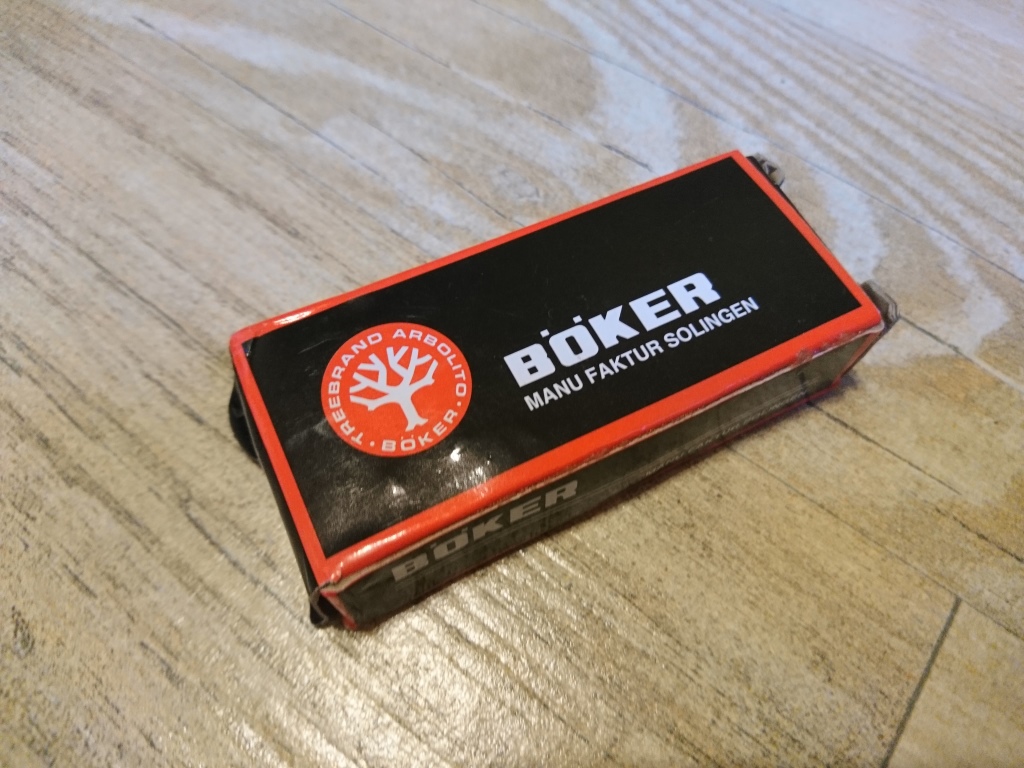 TREEBRAND ARBOLITO
· BÖKER ·
BÖKER
MANU FAKTUR SOLINGEN
BÖKER